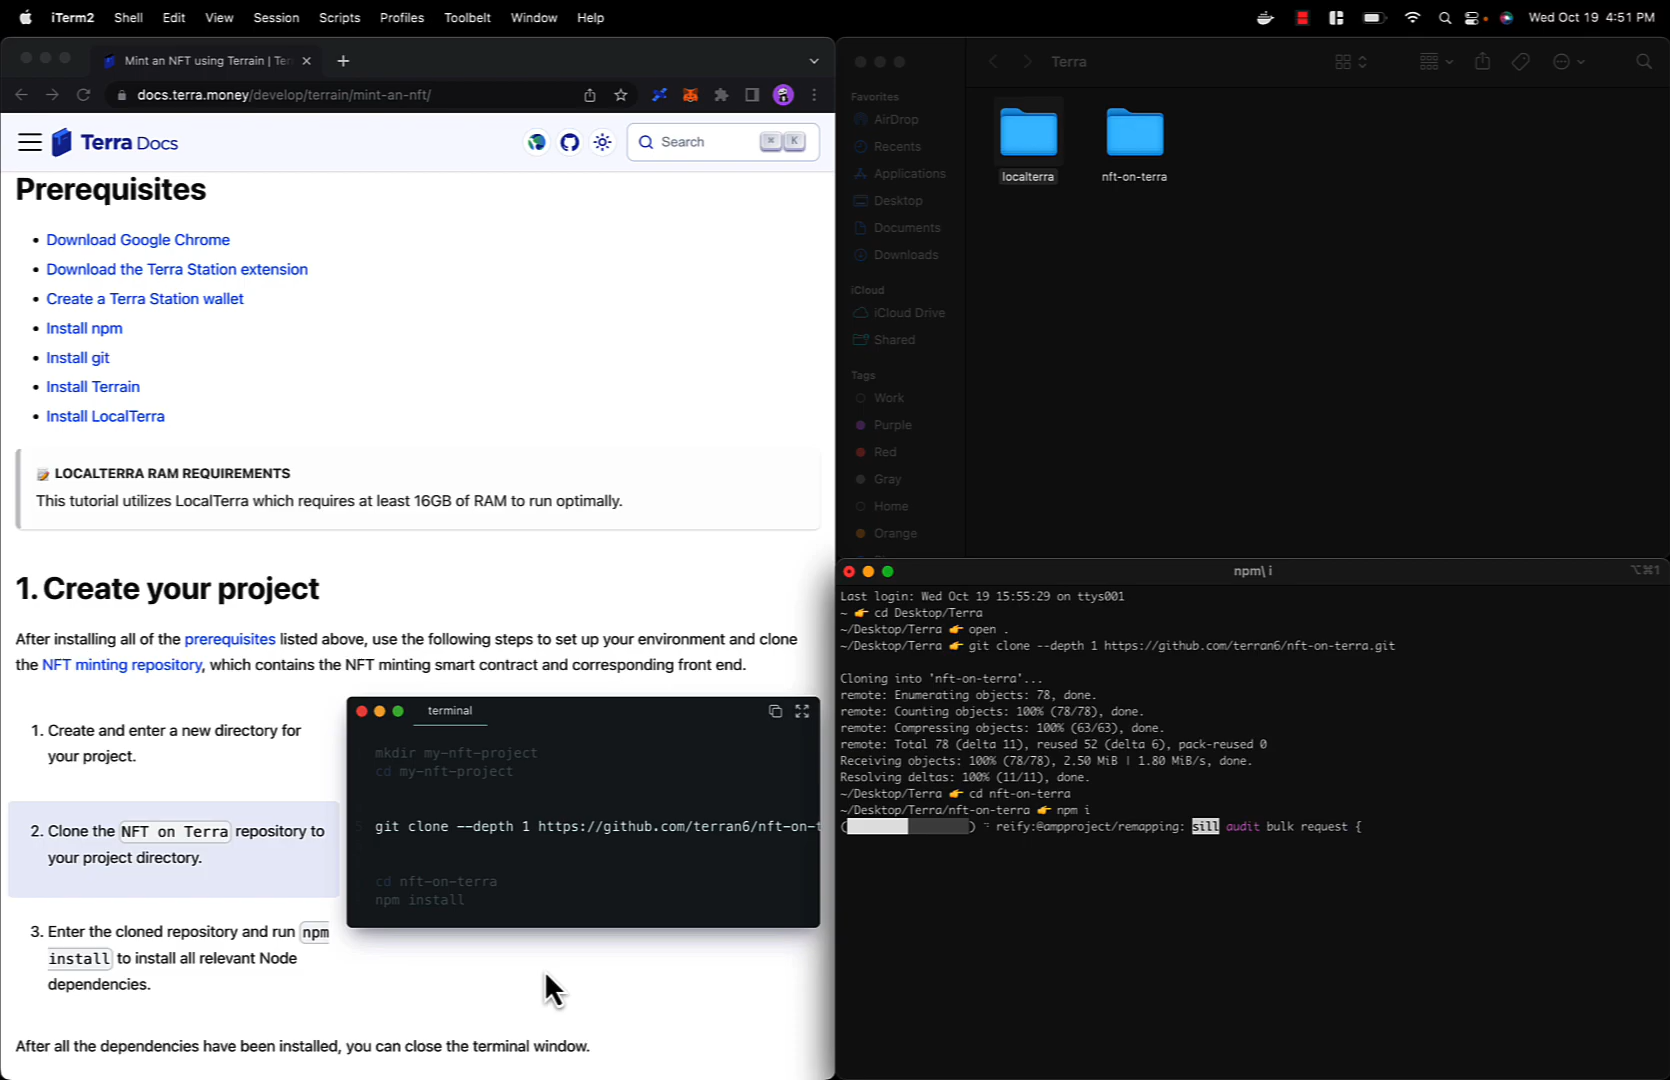 iTerm2 Shell Edit View Session Scripts Profiles Toolbelt Window Help
Wed Oct 19 4:51 PM
Mint an NFT using Terrain | Ter
docs.terra.money/develop/terrain/mint-an-nft/
Terra Docs
Search ⌘ K
Prerequisites
• Download Google Chrome
• Download the Terra Station extension
• Create a Terra Station wallet
• Install npm
• Install git
• Install Terrain
• Install LocalTerra
LOCALTERRA RAM REQUIREMENTS
This tutorial utilizes LocalTerra which requires at least 16GB of RAM to run optimally.
1. Create your project
After installing all of the prerequisites listed above, use the following steps to set up your environment and clone
the NFT minting repository, which contains the NFT minting smart contract and corresponding front end.
1. Create and enter a new directory for
your project.
2. Clone the NFT on Terra repository to
your project directory.
3. Enter the cloned repository and run npm
install to install all relevant Node
dependencies.
terminal
mkdir my-nft-project
cd my-nft-project
5 git clone --depth 1 https://github.com/terran6/nft-on-t
cd nft-on-terra
npm install
After all the dependencies have been installed, you can close the terminal window.
Terra
Favorites
AirDrop
Recents
Applications
Desktop
Documents
Downloads
iCloud
iCloud Drive
Shared
Tags
Work
Purple
Red
Gray
Home
Orange
localterra
nft-on-terra
npm\ i
⌥⌘1
Last login: Wed Oct 19 15:55:29 on ttys001
~ 👉 cd Desktop/Terra
~/Desktop/Terra 👉 open .
~/Desktop/Terra 👉 git clone --depth 1 https://github.com/terran6/nft-on-terra.git
Cloning into 'nft-on-terra'...
remote: Enumerating objects: 78, done.
remote: Counting objects: 100% (78/78), done.
remote: Compressing objects: 100% (63/63), done.
remote: Total 78 (delta 11), reused 52 (delta 6), pack-reused 0
Receiving objects: 100% (78/78), 2.50 MiB | 1.80 MiB/s, done.
Resolving deltas: 100% (11/11), done.
~/Desktop/Terra 👉 cd nft-on-terra
~/Desktop/Terra/nft-on-terra 👉 npm i
( ) reify:@ampproject/remapping: sill audit bulk request {